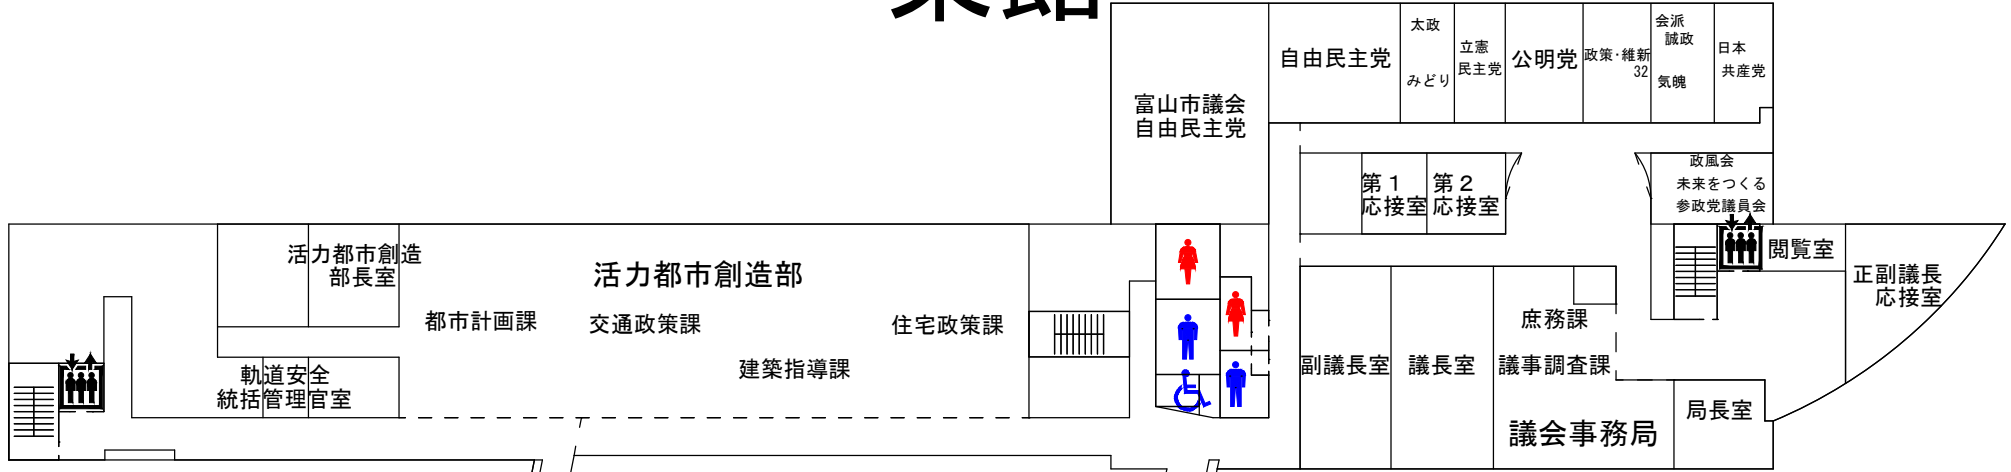 東館
富山市議会
自由民主党
自由民主党
太政
みどり
立憲
民主党
公明党
政策・維新
32
会派
誠政
気魄
日本
共産党
第１
応接室
第２
応接室
政風会
未来をつくる
参政党議員会
閲覧室
正副議長
応接室
活力都市創造
部長室
活力都市創造部
都市計画課
交通政策課
住宅政策課
建築指導課
軌道安全
統括管理官室
庶務課
副議長室
議長室
議事調査課
局長室
議会事務局